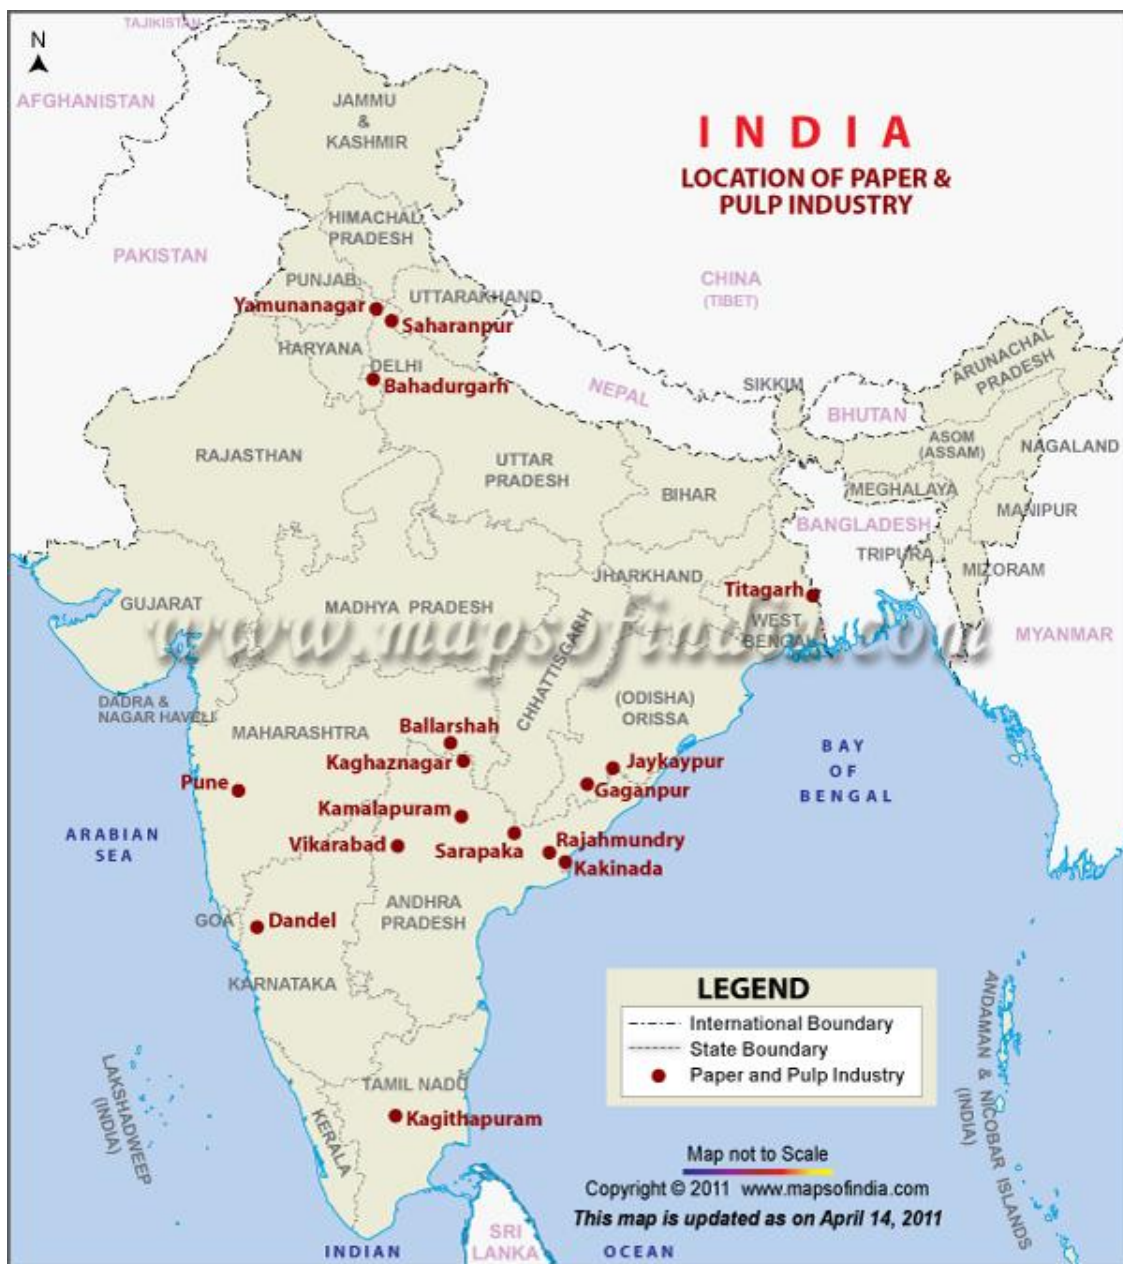 TAJIKISTAN
N
AFGHANISTAN
JAMMU
&
KASHMIR
INDIA
LOCATION OF PAPER &
PULP INDUSTRY
HIMACHAL
PRADESH
PAKISTAN
CHINA
(TIBET)
PUNJAB
UTTARAKHAND
Yamunanagar
Saharanpur
HARYANA
DELHI
Bahadurgarh
NEPAL
SIKKIM
BHUTAN
ARUNACHAL
PRADESH
RAJASTHAN
UTTAR
PRADESH
BIHAR
ASOM
(ASSAM)
NAGALAND
MEGHALAYA
MANIPUR
BANGLADESH
TRIPURA
MIZORAM
JHARKHAND
Titagarh
GUJARAT
MADHYA PRADESH
WEST
BENGAL
www.mapsofindia.com
MYANMAR
CHHATTISGARH
DADRA &
NAGAR HAVELI
(ODISHA)
ORISSA
MAHARASHTRA
Ballarshah
Kaghaznagar
Jaykaypur
Gaganpur
Pune
BAY
OF
BENGAL
Kamalapuram
ARABIAN
SEA
Vikarabad
Sarapaka
Rajahmundry
Kakinada
ANDHRA
PRADESH
GOA
Dandel
KARNATAKA
LEGEND
International Boundary
State Boundary
Paper and Pulp Industry
LAKSHADWEEP
(INDIA)
ANDAMAN & NICOBAR ISLANDS
(INDIA)
TAMIL NADU
Kagithapuram
KERALA
Map not to Scale
Copyright © 2011 www.mapsofindia.com
This map is updated as on April 14, 2011
SRI
LANKA
INDIAN OCEAN